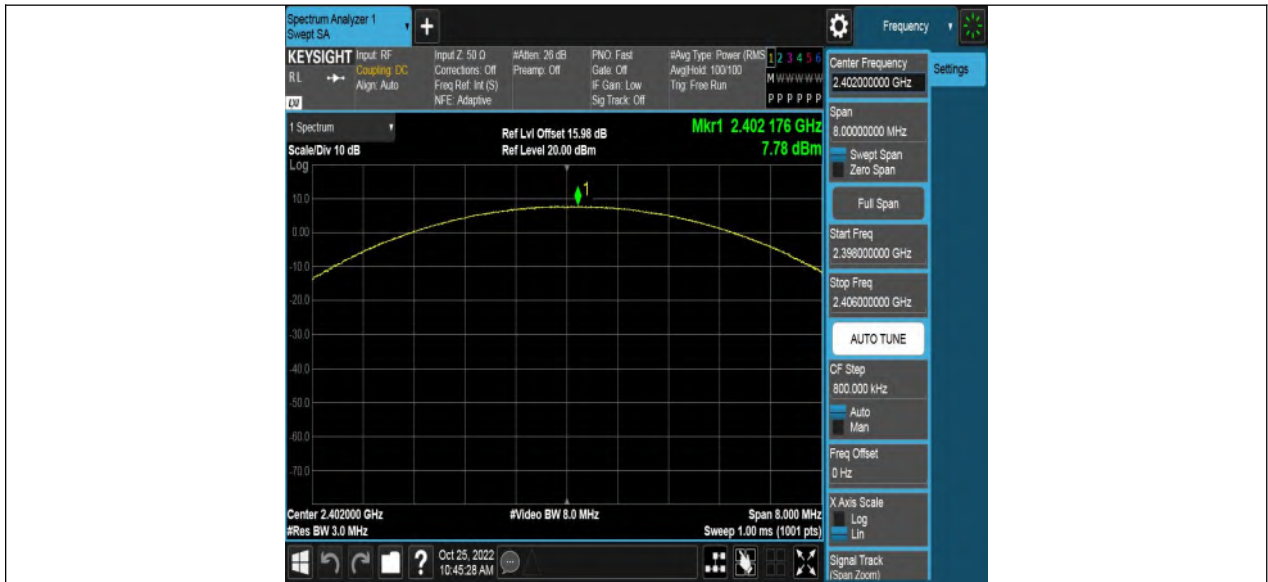 Spectrum Analyzer 1
Swept SA
+
Frequency
KEYSIGHT
RL
LXI
Input: RF
Coupling: DC
Align: Auto
Input Z: 50 Ω
Corrections: Off
Freq Ref: Int (S)
NFE: Adaptive
#Atten: 26 dB
Preamp: Off
PNO: Fast
Gate: Off
IF Gain: Low
Sig Track: Off
#Avg Type: Power (RMS
Avg|Hold: 100/100
Trig: Free Run
1 2 3 4 5 6
M W W W W W
P P P P P P
1 Spectrum
Scale/Div 10 dB
Ref Lvl Offset 15.98 dB
Ref Level 20.00 dBm
Mkr1 2.402 176 GHz
7.78 dBm
Log
10.0
0.00
-10.0
-20.0
-30.0
-40.0
-50.0
-60.0
-70.0
1
Center 2.402000 GHz
#Res BW 3.0 MHz
#Video BW 8.0 MHz
Span 8.000 MHz
Sweep 1.00 ms (1001 pts)
Center Frequency
2.402000000 GHz
Settings
Span
8.00000000 MHz
Swept Span
Zero Span
Full Span
Start Freq
2.398000000 GHz
Stop Freq
2.406000000 GHz
AUTO TUNE
CF Step
800.000 kHz
Auto
Man
Freq Offset
0 Hz
X Axis Scale
Log
Lin
Signal Track
(Span Zoom)
?
Oct 25, 2022
10:45:28 AM